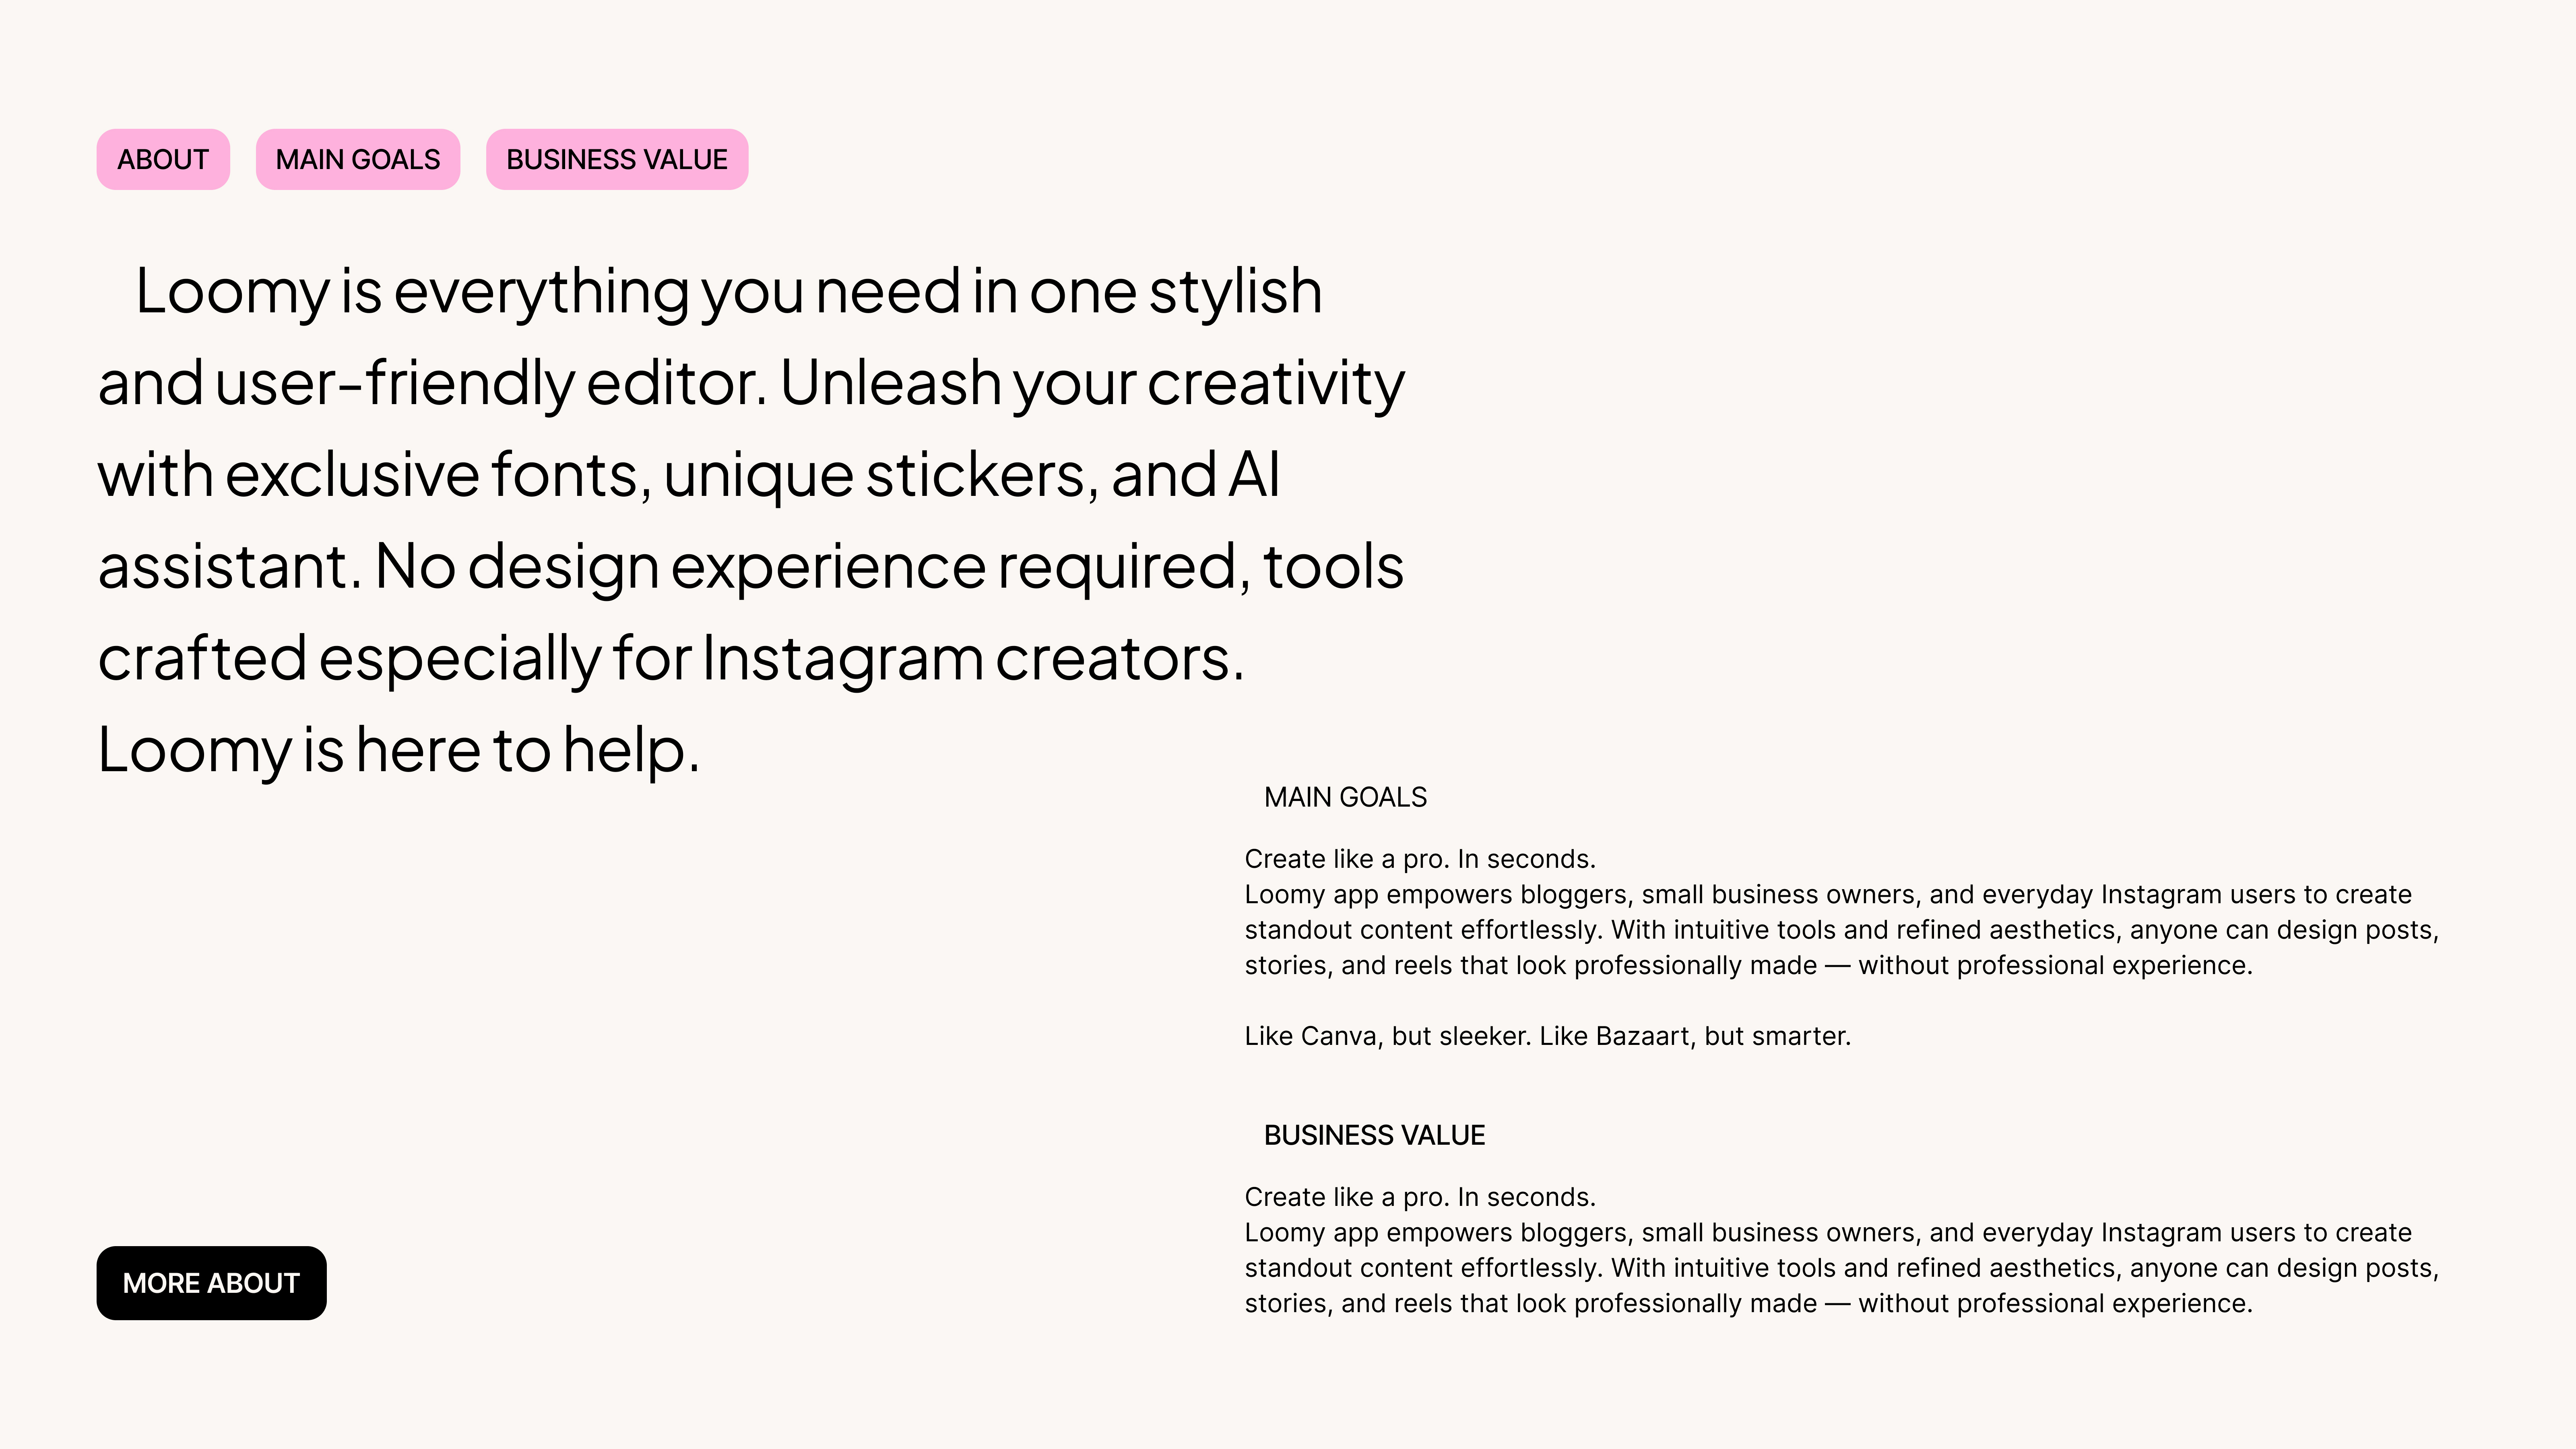 ABOUT MAIN GOALS BUSINESS VALUE
Loomy is everything you need in one stylish
and user-friendly editor. Unleash your creativity
with exclusive fonts, unique stickers, and AI
assistant. No design experience required, tools
crafted especially for Instagram creators.
Loomy is here to help.
MAIN GOALS
Create like a pro. In seconds.
Loomy app empowers bloggers, small business owners, and everyday Instagram users to create
standout content effortlessly. With intuitive tools and refined aesthetics, anyone can design posts,
stories, and reels that look professionally made — without professional experience.
Like Canva, but sleeker. Like Bazaart, but smarter.
BUSINESS VALUE
Create like a pro. In seconds.
Loomy app empowers bloggers, small business owners, and everyday Instagram users to create
standout content effortlessly. With intuitive tools and refined aesthetics, anyone can design posts,
stories, and reels that look professionally made — without professional experience.
MORE ABOUT